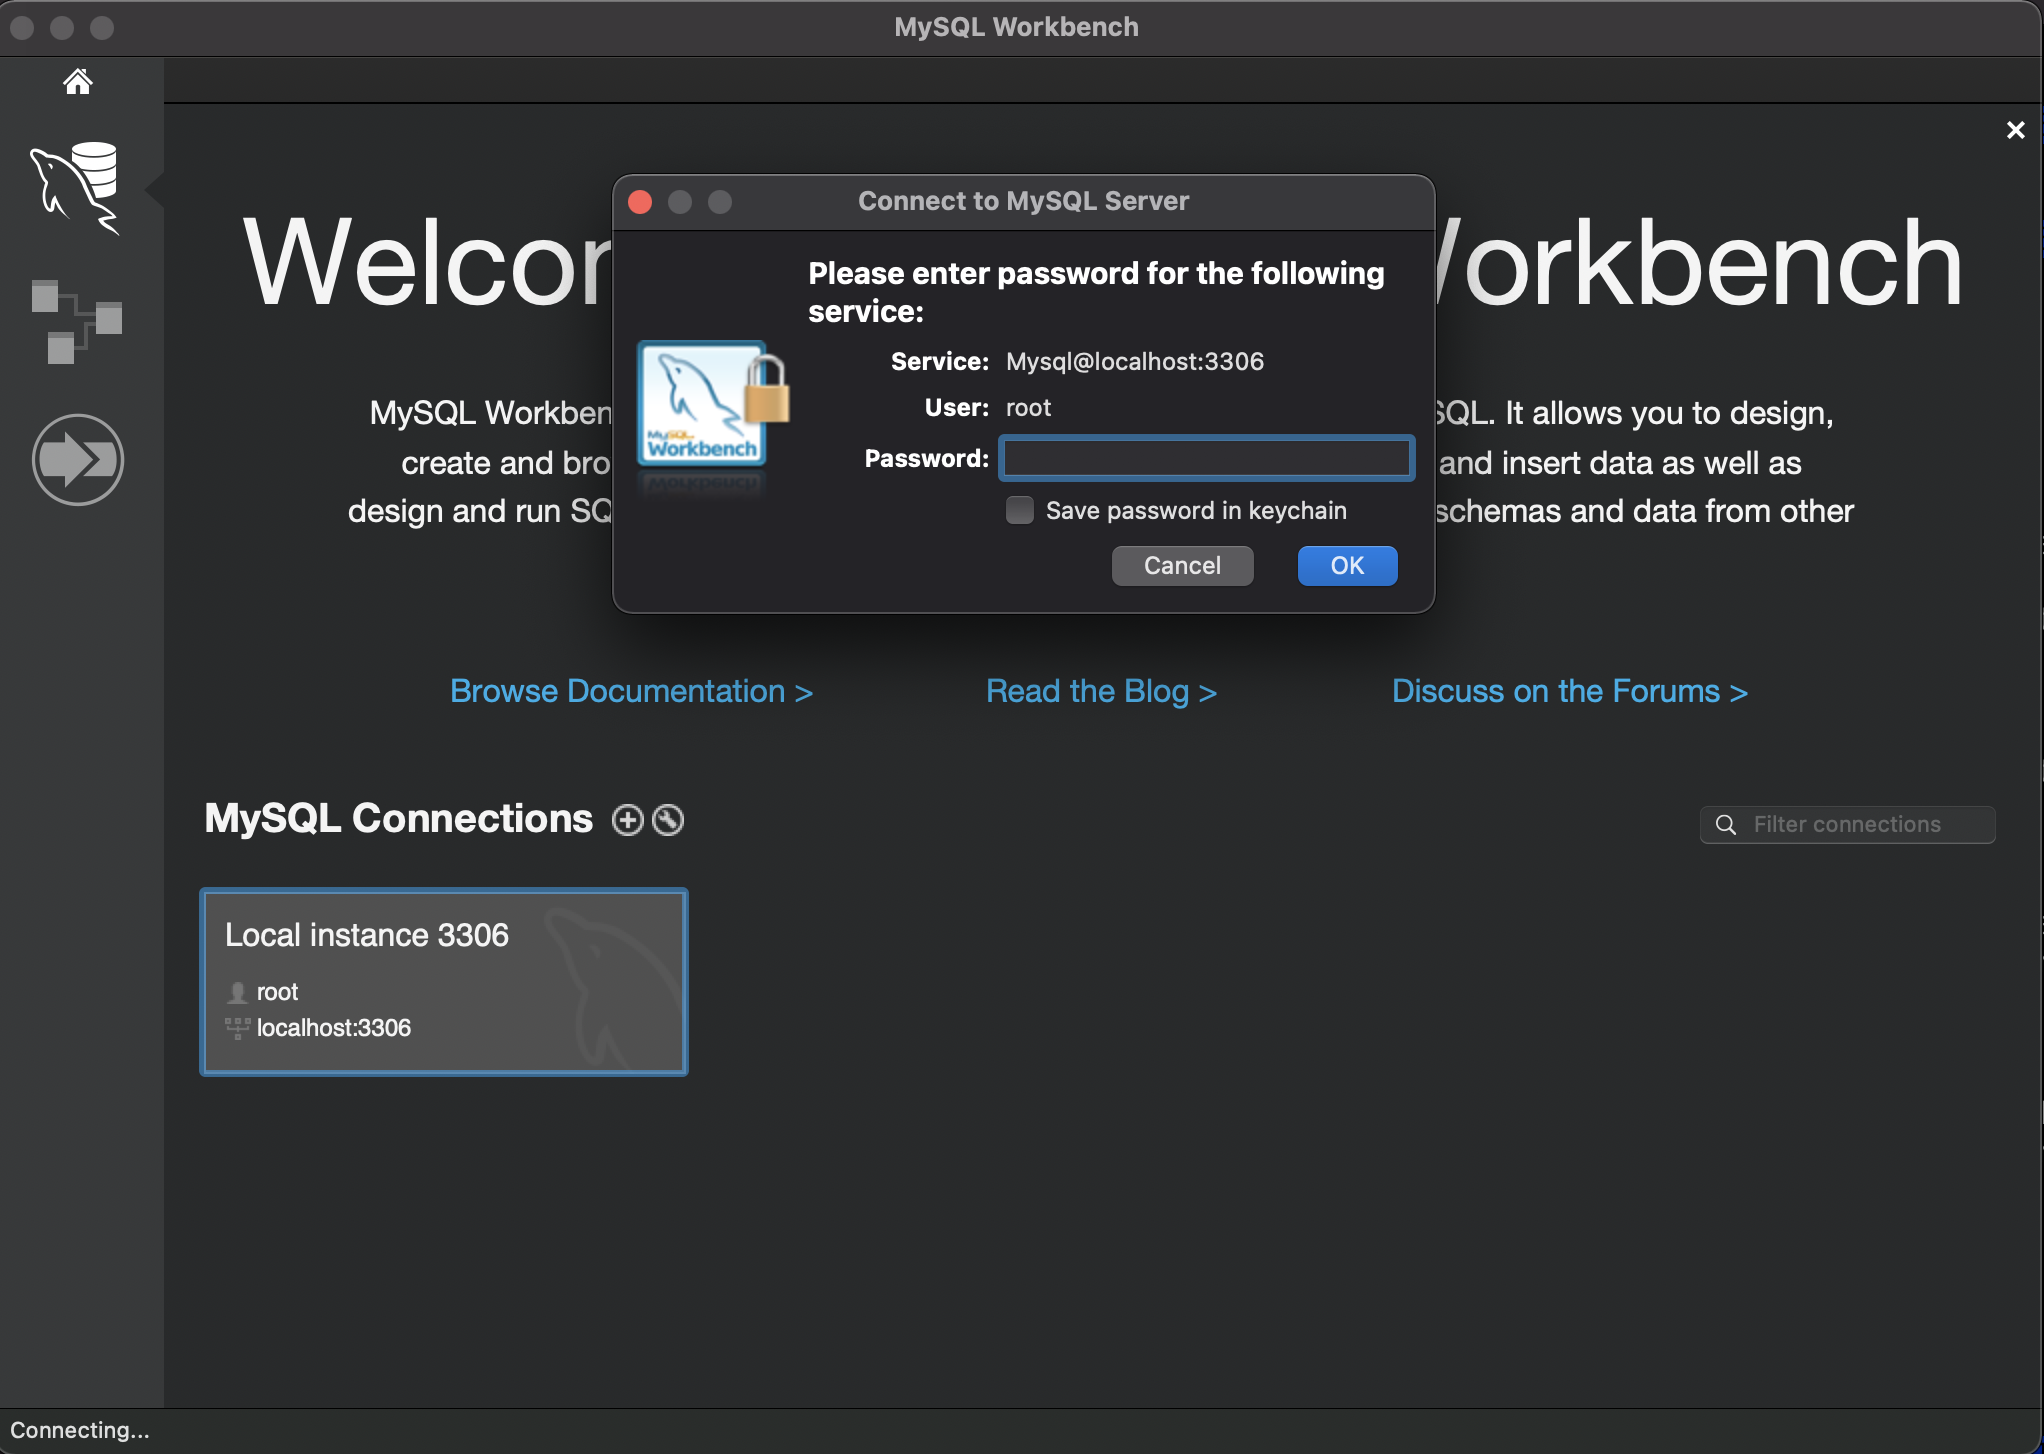 MySQL Workbench
Connect to MySQL Server
Please enter password for the following
service:
Service: Mysql@localhost:3306
User: root
Password:
Save password in keychain
Cancel OK
MySQL
Workbench
Welcom Workbench
MySQL Workben SQL. It allows you to design,
create and bro and insert data as well as
design and run SQ schemas and data from other
Browse Documentation > Read the Blog > Discuss on the Forums >
MySQL Connections
Filter connections
Local instance 3306
root
localhost:3306
Connecting...